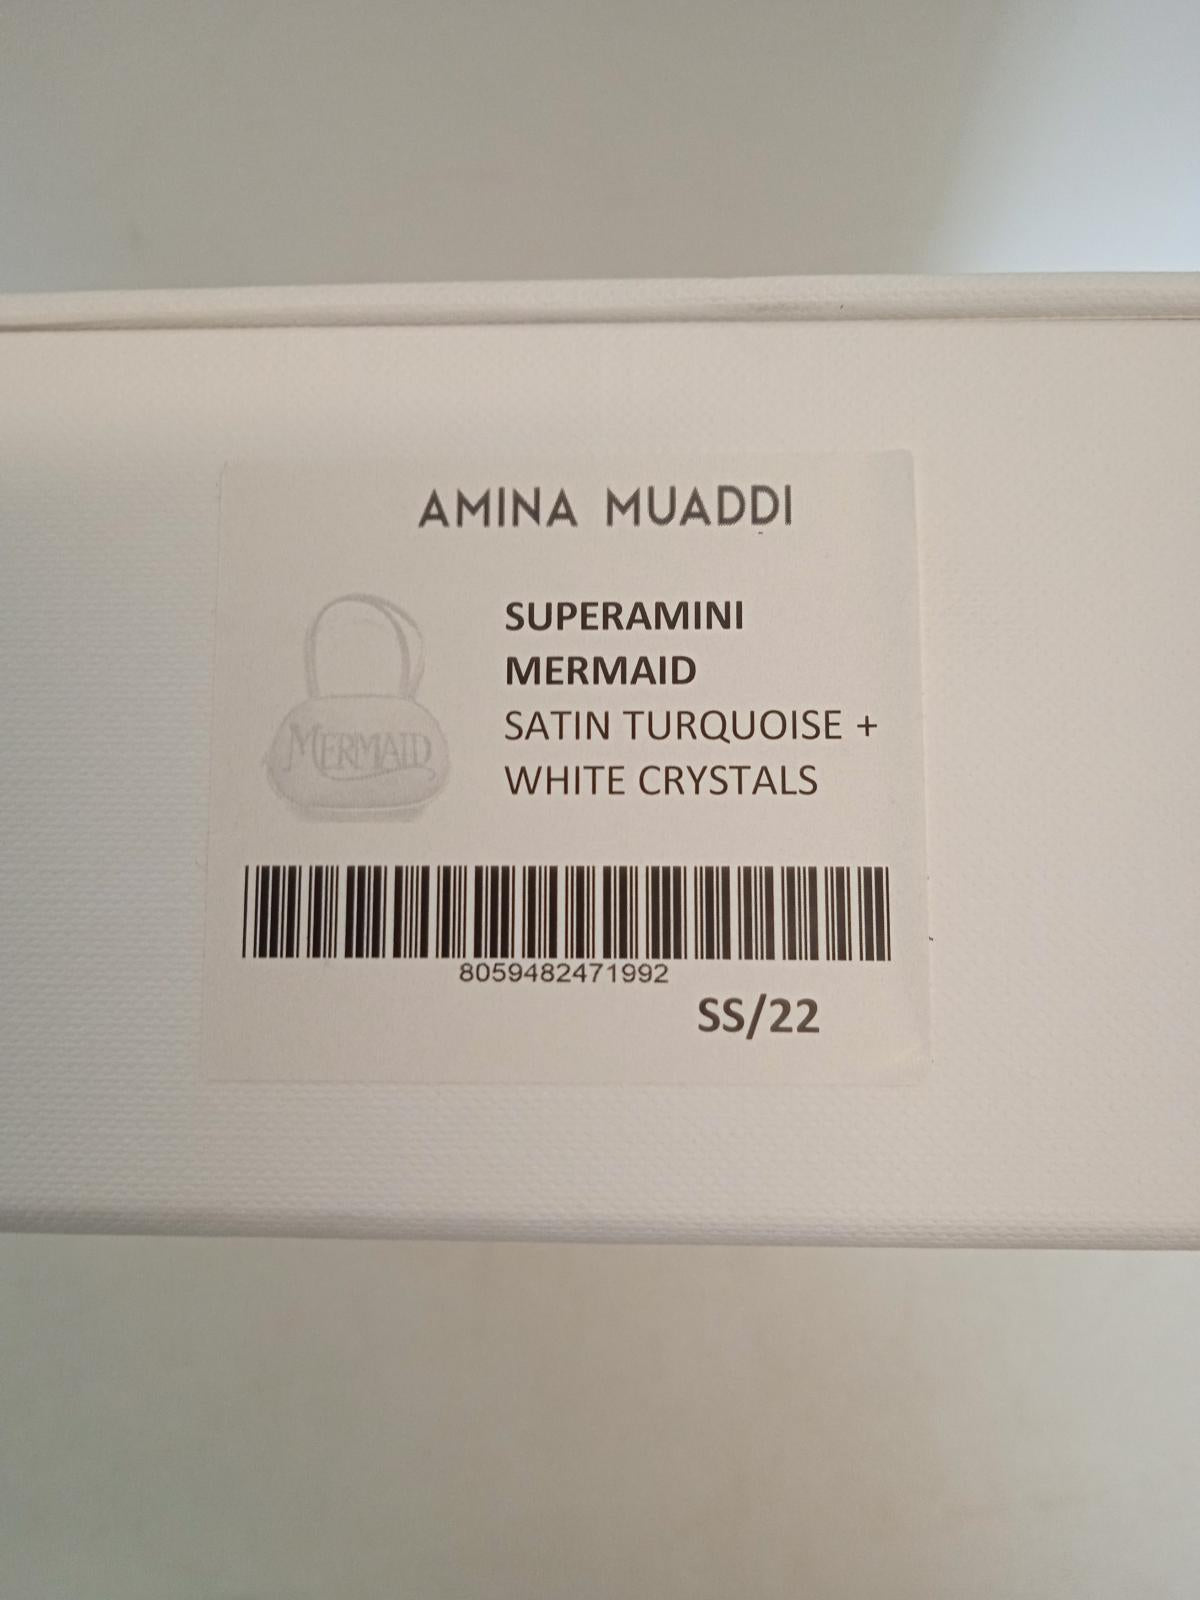 AMINA MUADDI
SUPERAMINI
MERMAID
SATIN TURQUOISE +
WHITE CRYSTALS
MERMAID
8059482471992
SS/22